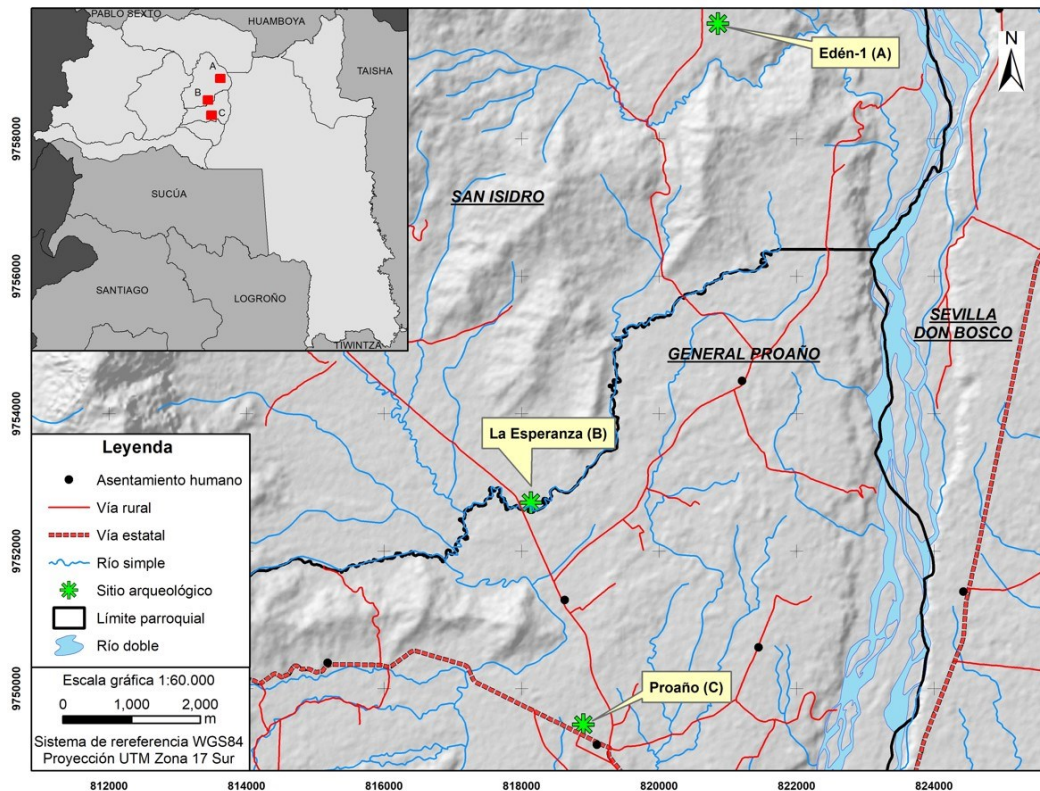 PABLO SEXTO
HUAMBOYA
TAISHA
A
B
C
SUCÚA
SANTIAGO
LOGROÑO
TIWINTZA
Edén-1 (A)
N
SAN ISIDRO
SEVILLA
DON BOSCO
GENERAL PROAÑO
La Esperanza (B)
Proaño (C)
Leyenda
Asentamiento humano
Vía rural
Vía estatal
Río simple
Sitio arqueológico
Límite parroquial
Río doble
Escala gráfica 1:60.000
0 1,000 2,000
m
Sistema de rereferencia WGS84
Proyección UTM Zona 17 Sur
9758000
9756000
9754000
9752000
9750000
812000 814000 816000 818000 820000 822000 824000